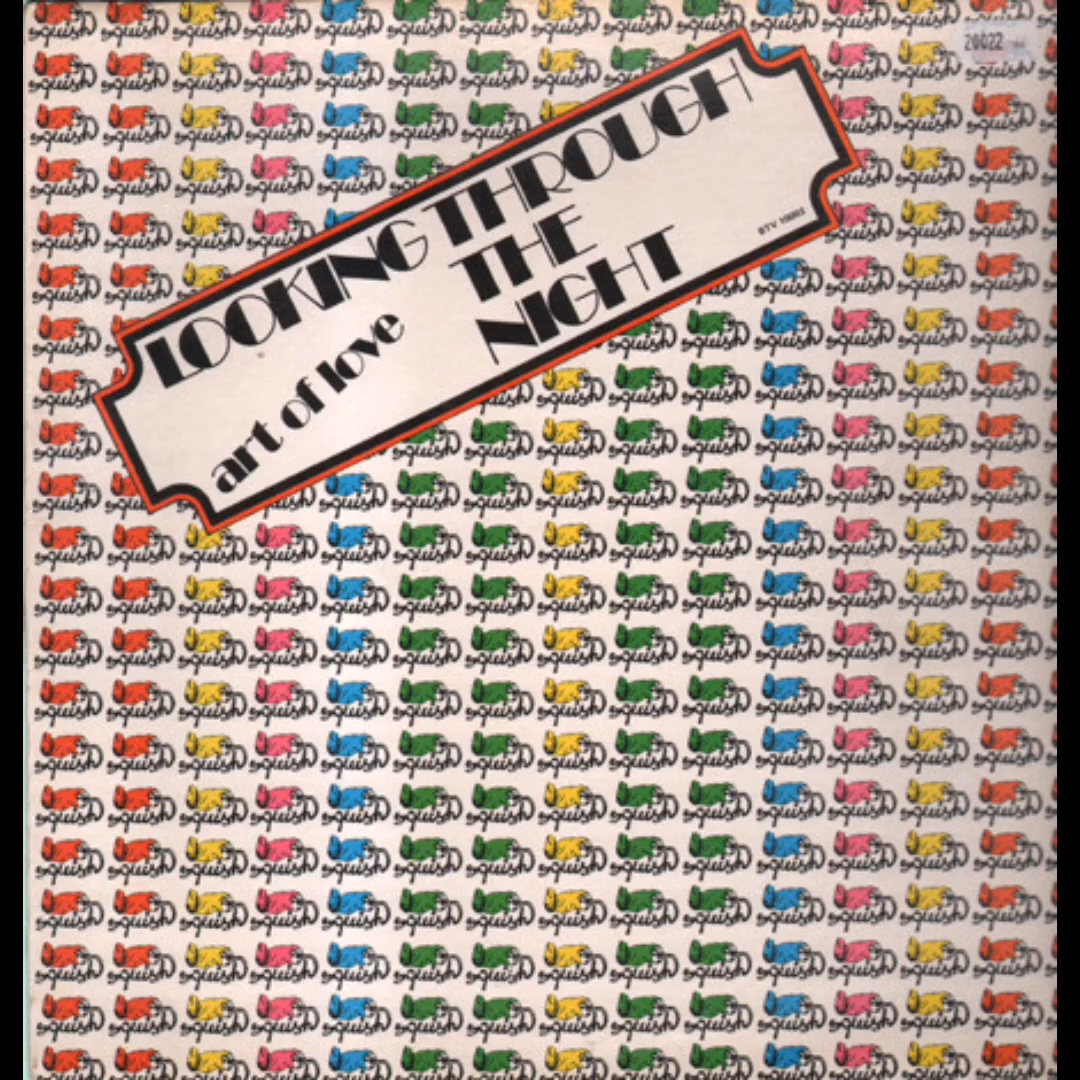 LOOKING THROUGH
THE
NIGHT
art of love
20022
squish